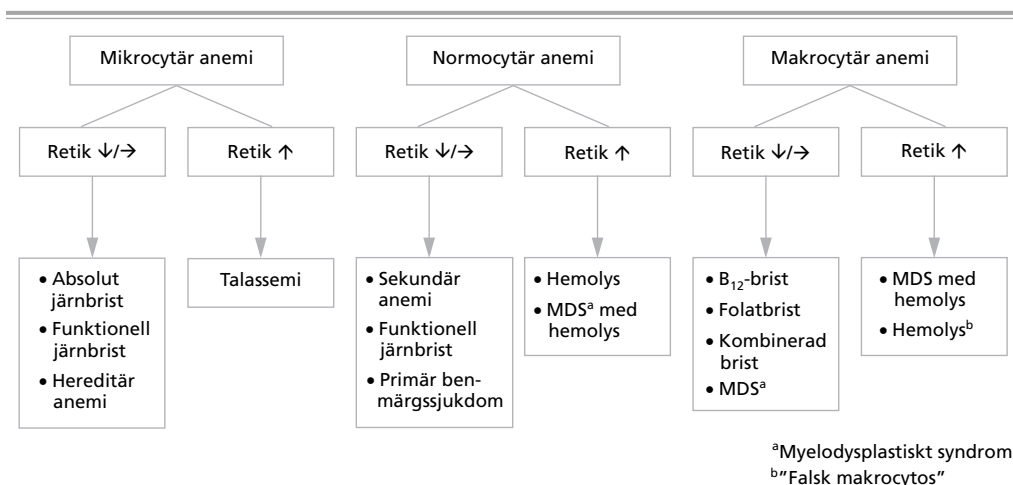 Mikrocytär anemi
Retik ↓/→
Retik ↑
• Absolut
järnbrist
• Funktionell
järnbrist
• Hereditär
anemi
Talassemi
Normocytär anemi
Retik ↓/→
Retik ↑
• Sekundär
anemi
• Funktionell
järnbrist
• Primär ben-
märgssjukdom
• Hemolys
• MDSᵃ med
hemolys
Makrocytär anemi
Retik ↓/→
Retik ↑
• B₁₂-brist
• Folatbrist
• Kombinerad
brist
• MDSᵃ
• MDS med
hemolys
• Hemolysᵇ
ᵃMyelodysplastiskt syndrom
ᵇ”Falsk makrocytos”